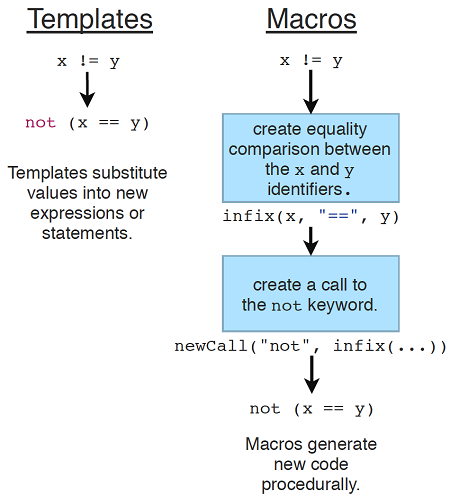 Templates
x != y
not (x == y)
Templates substitute
values into new
expressions or
statements.
Macros
x != y
create equality
comparison between
the x and y
identifiers.
infix(x, "==", y)
create a call to
the not keyword.
newCall("not", infix(...))
not (x == y)
Macros generate
new code
procedurally.